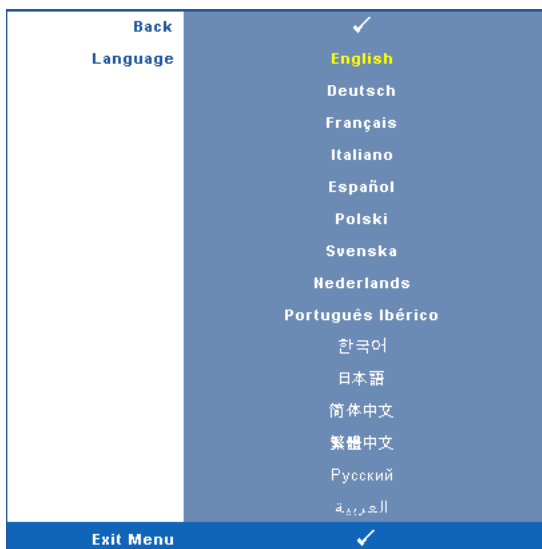 Back ✓
Language English
Deutsch
Français
Italiano
Español
Polski
Svenska
Nederlands
Português Ibérico
한국어
日本語
简体中文
繁體中文
Русский
العربية
Exit Menu ✓